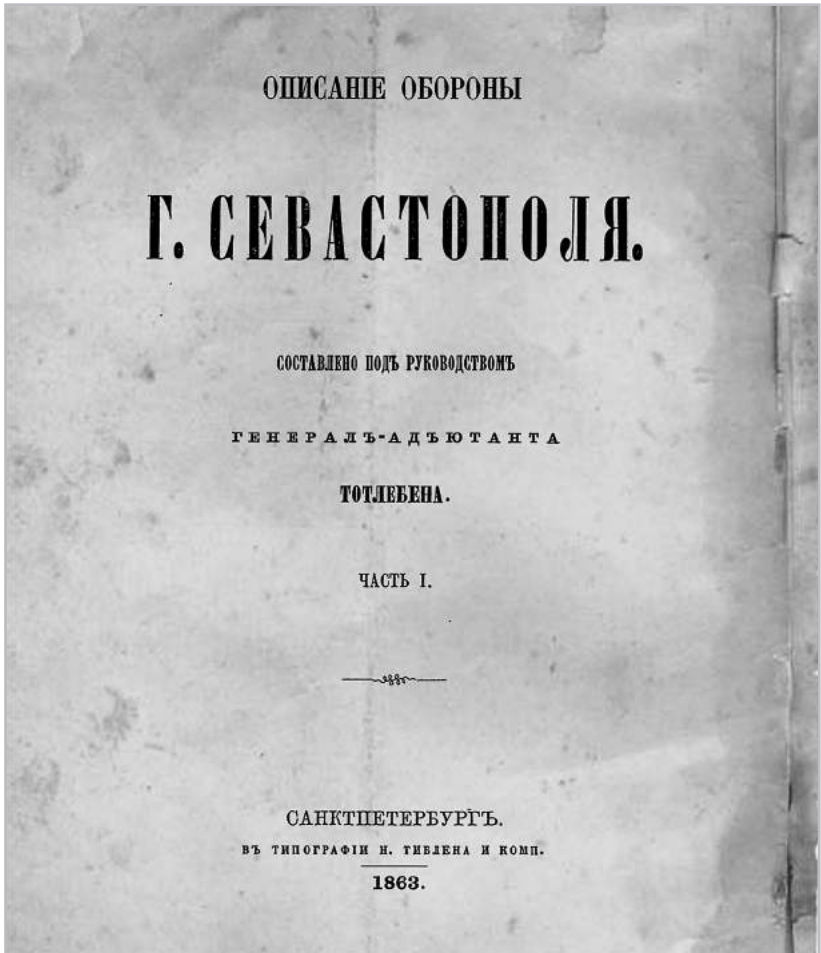 ОПИСАНІЕ ОБОРОНЫ
Г. СЕВАСТОПОЛЯ.
СОСТАВЛЕНО ПОДЪ РУКОВОДСТВОМЪ
ГЕНЕРАЛЪ-АДЪЮТАНТА
ТОТЛЕБЕНА.
ЧАСТЬ I.
САНКТПЕТЕРБУРГЪ.
ВЪ ТИПОГРАФІИ Н. ТИБЛЕНА И КОМП.
1863.